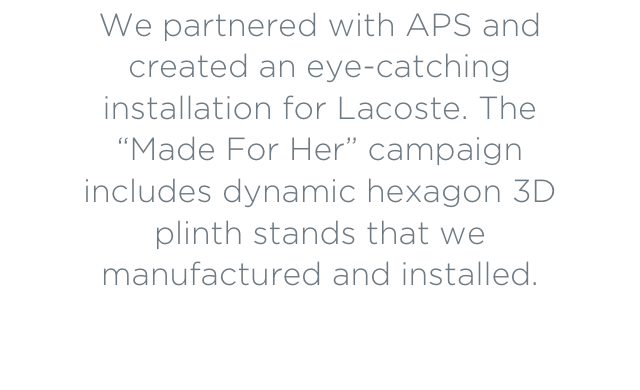 We partnered with APS and
created an eye-catching
installation for Lacoste. The
“Made For Her” campaign
includes dynamic hexagon 3D
plinth stands that we
manufactured and installed.